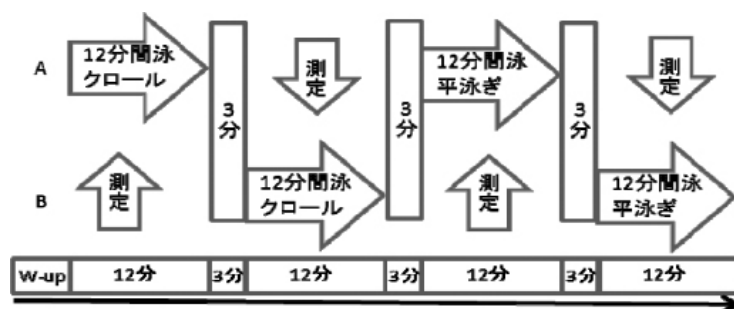 A
12分間泳
クロール
3分
測定
3分
12分間泳
平泳ぎ
3分
測定
B
測定
12分間泳
クロール
測定
12分間泳
平泳ぎ
W-up 12分 3分 12分 3分 12分 3分 12分